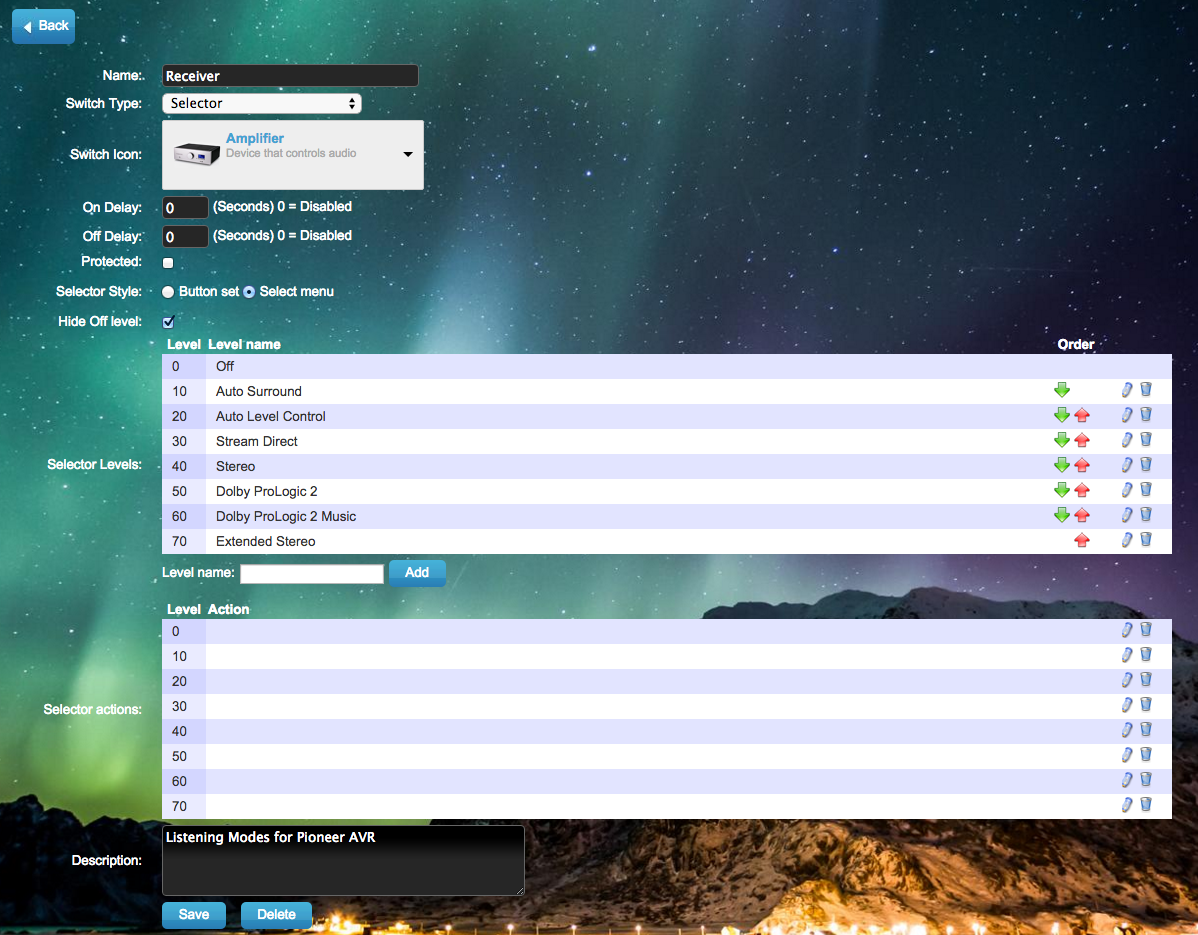 Back
Name: Receiver
Switch Type: Selector
Switch Icon: Amplifier
Device that controls audio
On Delay: 0 (Seconds) 0 = Disabled
Off Delay: 0 (Seconds) 0 = Disabled
Protected:
Selector Style: Button set Select menu
Hide Off level:
Level Level name Order
0 Off
10 Auto Surround
20 Auto Level Control
30 Stream Direct
Selector Levels:
40 Stereo
50 Dolby ProLogic 2
60 Dolby ProLogic 2 Music
70 Extended Stereo
Level name: Add
Level Action
0
10
20
30
Selector actions:
40
50
60
70
Description: Listening Modes for Pioneer AVR
Save Delete